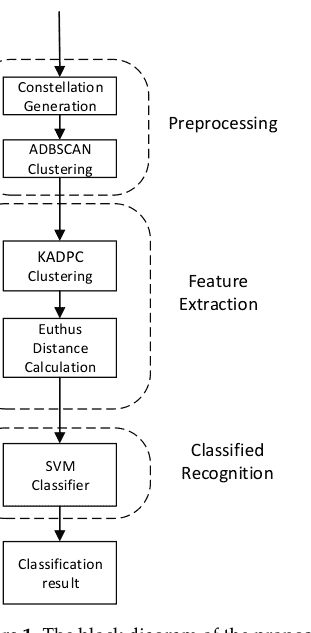 Constellation
Generation
Preprocessing
ADBSCAN
Clustering
KADPC
Clustering
Feature
Extraction
Euthus
Distance
Calculation
Classified
Recognition
SVM
Classifier
Classification
result